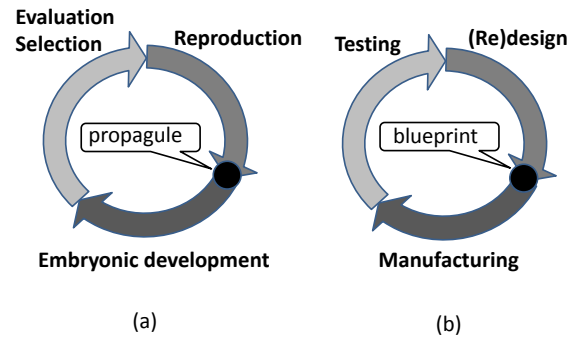 Evaluation
Selection
Reproduction
propagule
Embryonic development
(a)
Testing
(Re)design
blueprint
Manufacturing
(b)